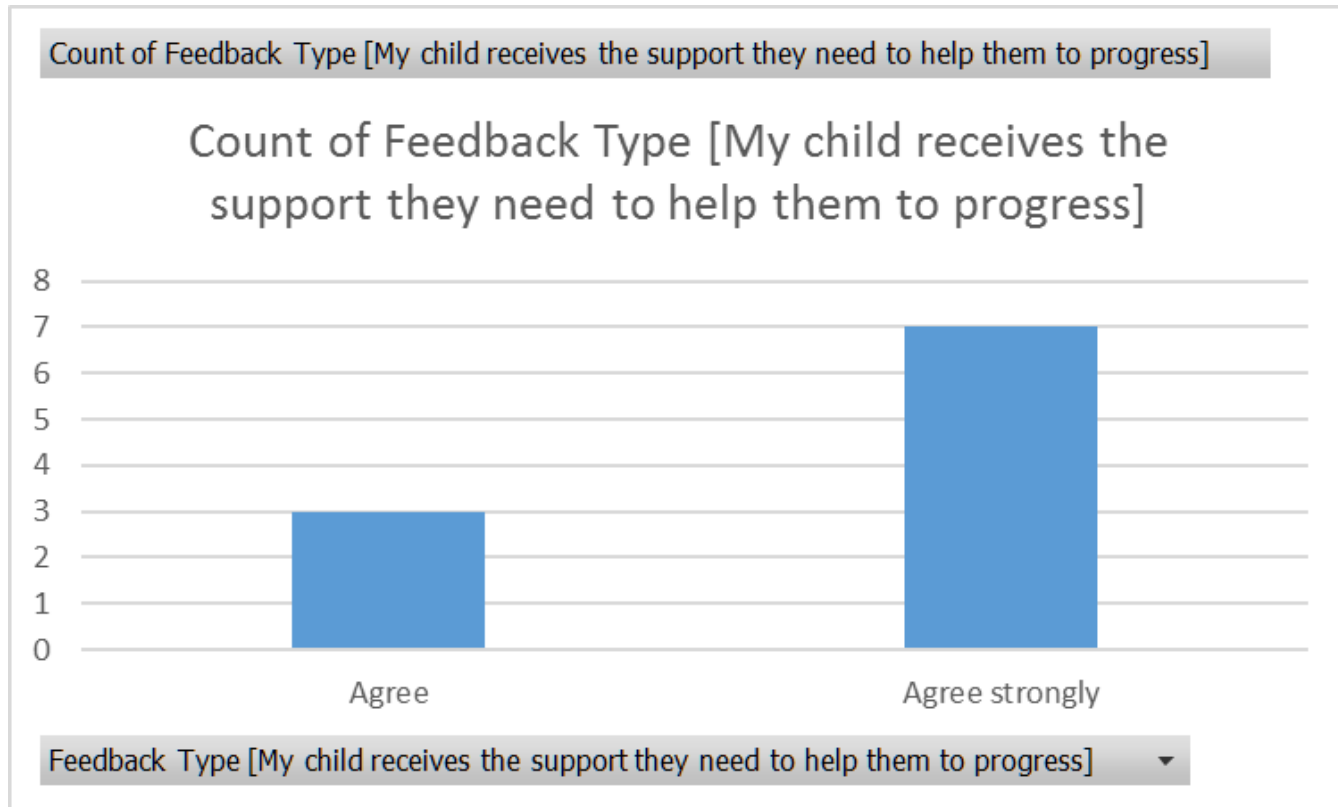 Count of Feedback Type [My child receives the support they need to help them to progress]
Count of Feedback Type [My child receives the
support they need to help them to progress]
8
7
6
5
4
3
2
1
0
Agree
Agree strongly
Feedback Type [My child receives the support they need to help them to progress]